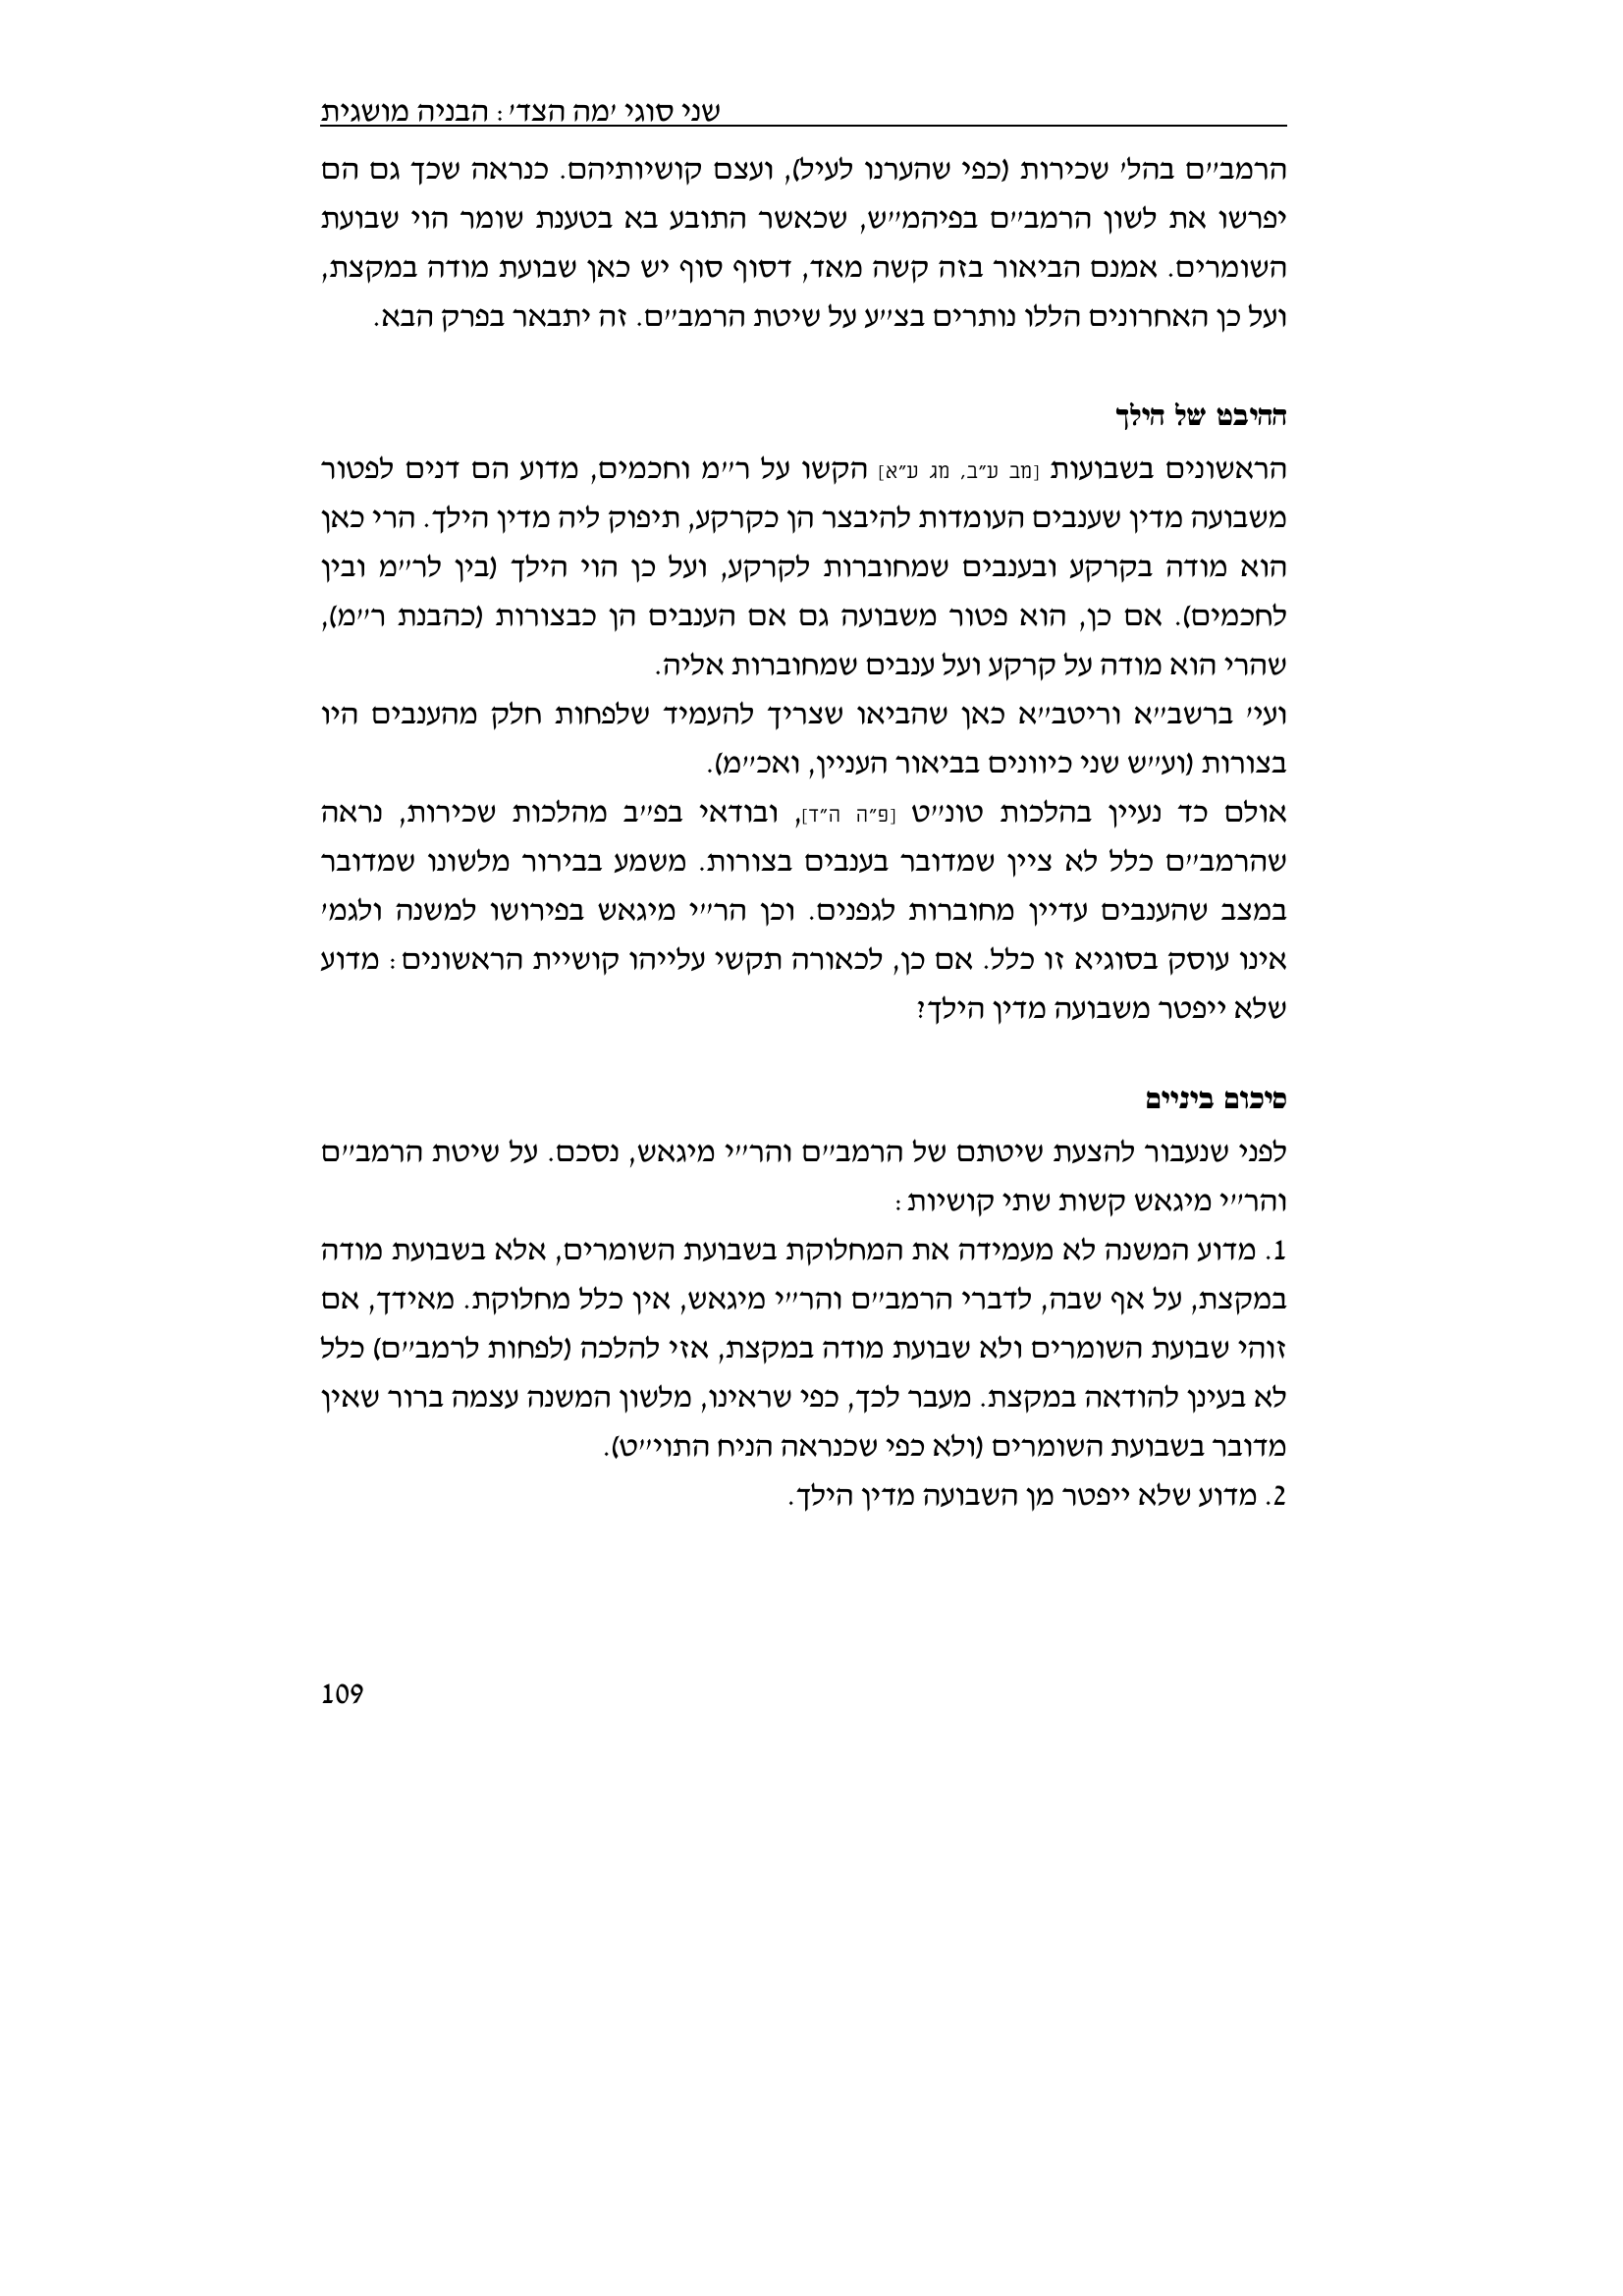 שני סוגי 'מה הצד': הבניה מושגית
הרמב"ם בהל' שכירות (כפי שהערנו לעיל), ועצם קושיותיהם. כנראה שכך גם הם
יפרשו את לשון הרמב"ם בפיהמ"ש, שכאשר התובע בא בטענת שומר הוי שבועת
השומרים. אמנם הביאור בזה קשה מאד, דסוף סוף יש כאן שבועת מודה במקצת,
ועל כן האחרונים הללו נותרים בצ"ע על שיטת הרמב"ם. זה יתבאר בפרק הבא.
ההיבט של הילך
הראשונים בשבועות [מב ע"ב, מג ע"א] הקשו על ר"מ וחכמים, מדוע הם דנים לפטור
משבועה מדין שענבים העומדות להיבצר הן כקרקע, תיפוק ליה מדין הילך. הרי כאן
הוא מודה בקרקע ובענבים שמחוברות לקרקע, ועל כן הוי הילך (בין לר"מ ובין
לחכמים). אם כן, הוא פטור משבועה גם אם הענבים הן כבצורות (כהבנת ר"מ),
שהרי הוא מודה על קרקע ועל ענבים שמחוברות אליה.
ועי' ברשב"א וריטב"א כאן שהביאו שצריך להעמיד שלפחות חלק מהענבים היו
בצורות (וע"ש שני כיוונים בביאור העניין, ואכ"מ).
אולם כד נעיין בהלכות טונ"ט [פ"ה ה"ד], ובודאי בפ"ב מהלכות שכירות, נראה
שהרמב"ם כלל לא ציין שמדובר בענבים בצורות. משמע בבירור מלשונו שמדובר
במצב שהענבים עדיין מחוברות לגפנים. וכן הר"י מיגאש בפירושו למשנה ולגמ'
אינו עוסק בסוגיא זו כלל. אם כן, לכאורה תקשי עלייהו קושיית הראשונים: מדוע
שלא ייפטר משבועה מדין הילך?
סיכום ביניים
לפני שנעבור להצעת שיטתם של הרמב"ם והר"י מיגאש, נסכם. על שיטת הרמב"ם
והר"י מיגאש קשות שתי קושיות:
1. מדוע המשנה לא מעמידה את המחלוקת בשבועת השומרים, אלא בשבועת מודה
במקצת, על אף שבה, לדברי הרמב"ם והר"י מיגאש, אין כלל מחלוקת. מאידך, אם
זוהי שבועת השומרים ולא שבועת מודה במקצת, אזי להלכה (לפחות לרמב"ם) כלל
לא בעינן להודאה במקצת. מעבר לכך, כפי שראינו, מלשון המשנה עצמה ברור שאין
מדובר בשבועת השומרים (ולא כפי שכנראה הניח התוי"ט).
2. מדוע שלא ייפטר מן השבועה מדין הילך.
109